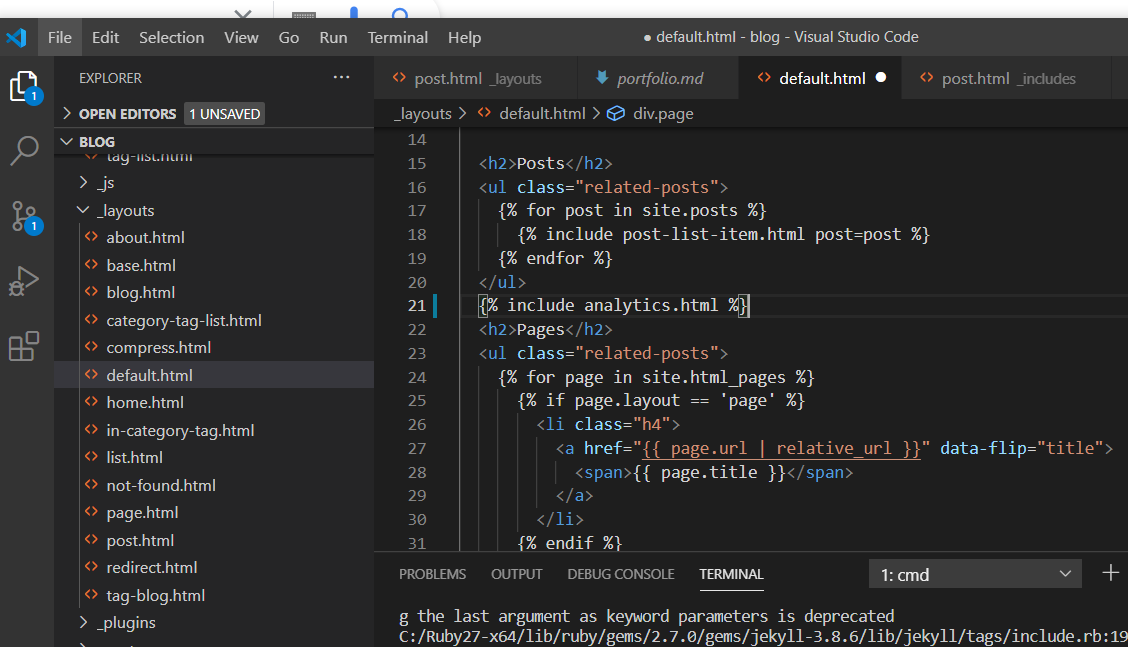 File Edit Selection View Go Run Terminal Help
● default.html - blog - Visual Studio Code
EXPLORER
1
OPEN EDITORS 1 UNSAVED
BLOG
tag-list.html
_js
_layouts
about.html
base.html
blog.html
category-tag-list.html
compress.html
default.html
home.html
in-category-tag.html
list.html
not-found.html
page.html
post.html
redirect.html
tag-blog.html
_plugins
1
post.html _layouts
portfolio.md
default.html
post.html _includes
_layouts > default.html > div.page
14
15 <h2>Posts</h2>
16 <ul class="related-posts">
17 {% for post in site.posts %}
18 {% include post-list-item.html post=post %}
19 {% endfor %}
20 </ul>
21 {% include analytics.html %}
22 <h2>Pages</h2>
23 <ul class="related-posts">
24 {% for page in site.html_pages %}
25 {% if page.layout == 'page' %}
26 <li class="h4">
27 <a href="{{ page.url | relative_url }}" data-flip="title">
28 <span>{{ page.title }}</span>
29 </a>
30 </li>
31 {% endif %}
PROBLEMS OUTPUT DEBUG CONSOLE TERMINAL 1: cmd
g the last argument as keyword parameters is deprecated
C:/Ruby27-x64/lib/ruby/gems/2.7.0/gems/jekyll-3.8.6/lib/jekyll/tags/include.rb:19